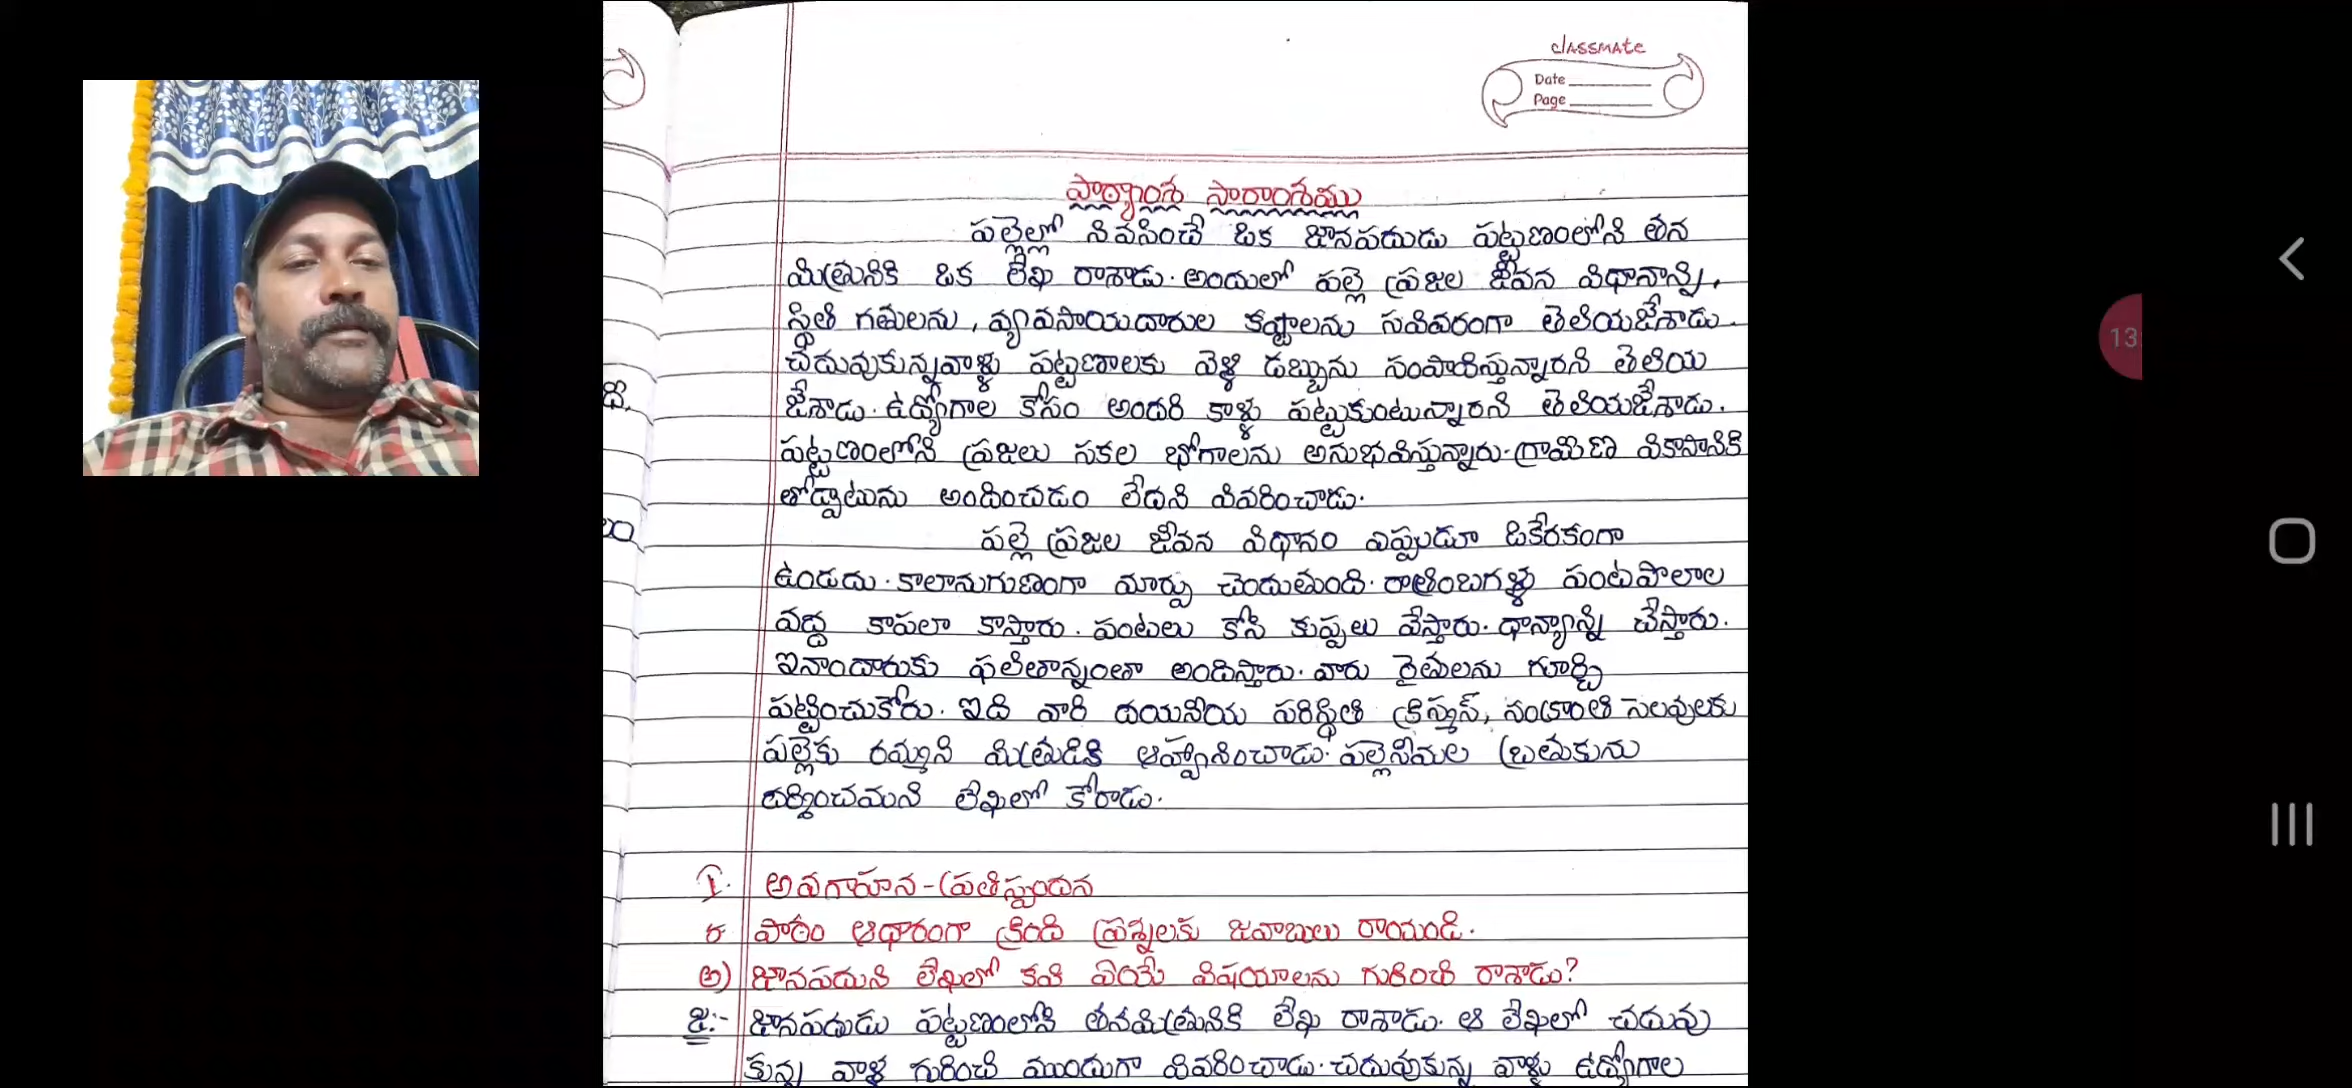 classmate
Date
Page
పాఠ్యాంశ సారాంశము
పల్లెల్లో నివసించే ఒక జానపదుడు పట్టణంలోని తన
మిత్రునికి ఒక లేఖ రాశాడు. అందులో పల్లె ప్రజల జీవన విధానాన్ని,
స్థితి గతులను, వ్యావసాయదారుల కష్టాలను సవివరంగా తెలియజేశాడు.
చదువుకున్నవాళ్ళు పట్టణాలకు వెళ్ళి డబ్బును సంపాదిస్తున్నారని తెలియ
జేశాడు. ఉద్యోగాల కోసం అందరి కాళ్ళు పట్టుకుంటున్నారని తెలియజేశాడు.
పట్టణంలోని ప్రజలు సకల భోగాలను అనుభవిస్తున్నారు. గ్రామీణ వికాసానికి
తోడ్పాటును అందించడం లేదని వివరించాడు.
పల్లె ప్రజల జీవన విధానం ఎప్పుడూ ఒకేరకంగా
ఉండదు. కాలానుగుణంగా మార్పు చెందుతుంది. రాత్రింబగళ్ళు పంటపొలాల
వద్ద కాపలా కాస్తారు. పంటలు కోసి కుప్పలు వేస్తారు. ధాన్యాన్ని చేస్తారు.
ఐనాందారుకు ఫలితాన్నంతా అందిస్తారు. వారు రైతులను గూర్చి
పట్టించుకోరు. ఇది వారి దయనీయ పరిస్థితి క్రిస్మస్, సంక్రాంతి సెలవులకు
పల్లెకు రమ్మని మిత్రుడికి ఆహ్వానించాడు. పల్లెసీమల బ్రతుకును
దర్శించమని లేఖలో కోరాడు.
I. అవగాహన-ప్రతిస్పందన
పాఠం ఆధారంగా క్రింది ప్రశ్నలకు జవాబులు రాయండి.
అ) జానపదుని లేఖలో కవి ఏయే విషయాలను గురించి రాశాడు?
జ:- జానపదుడు పట్టణంలోని తనమిత్రునికి లేఖ రాశాడు. ఆ లేఖలో చదువు
కున్న వాళ్ల గురించి ముందుగా వివరించాడు. చదువుకున్న వాళ్ళు ఉద్యోగాల
13